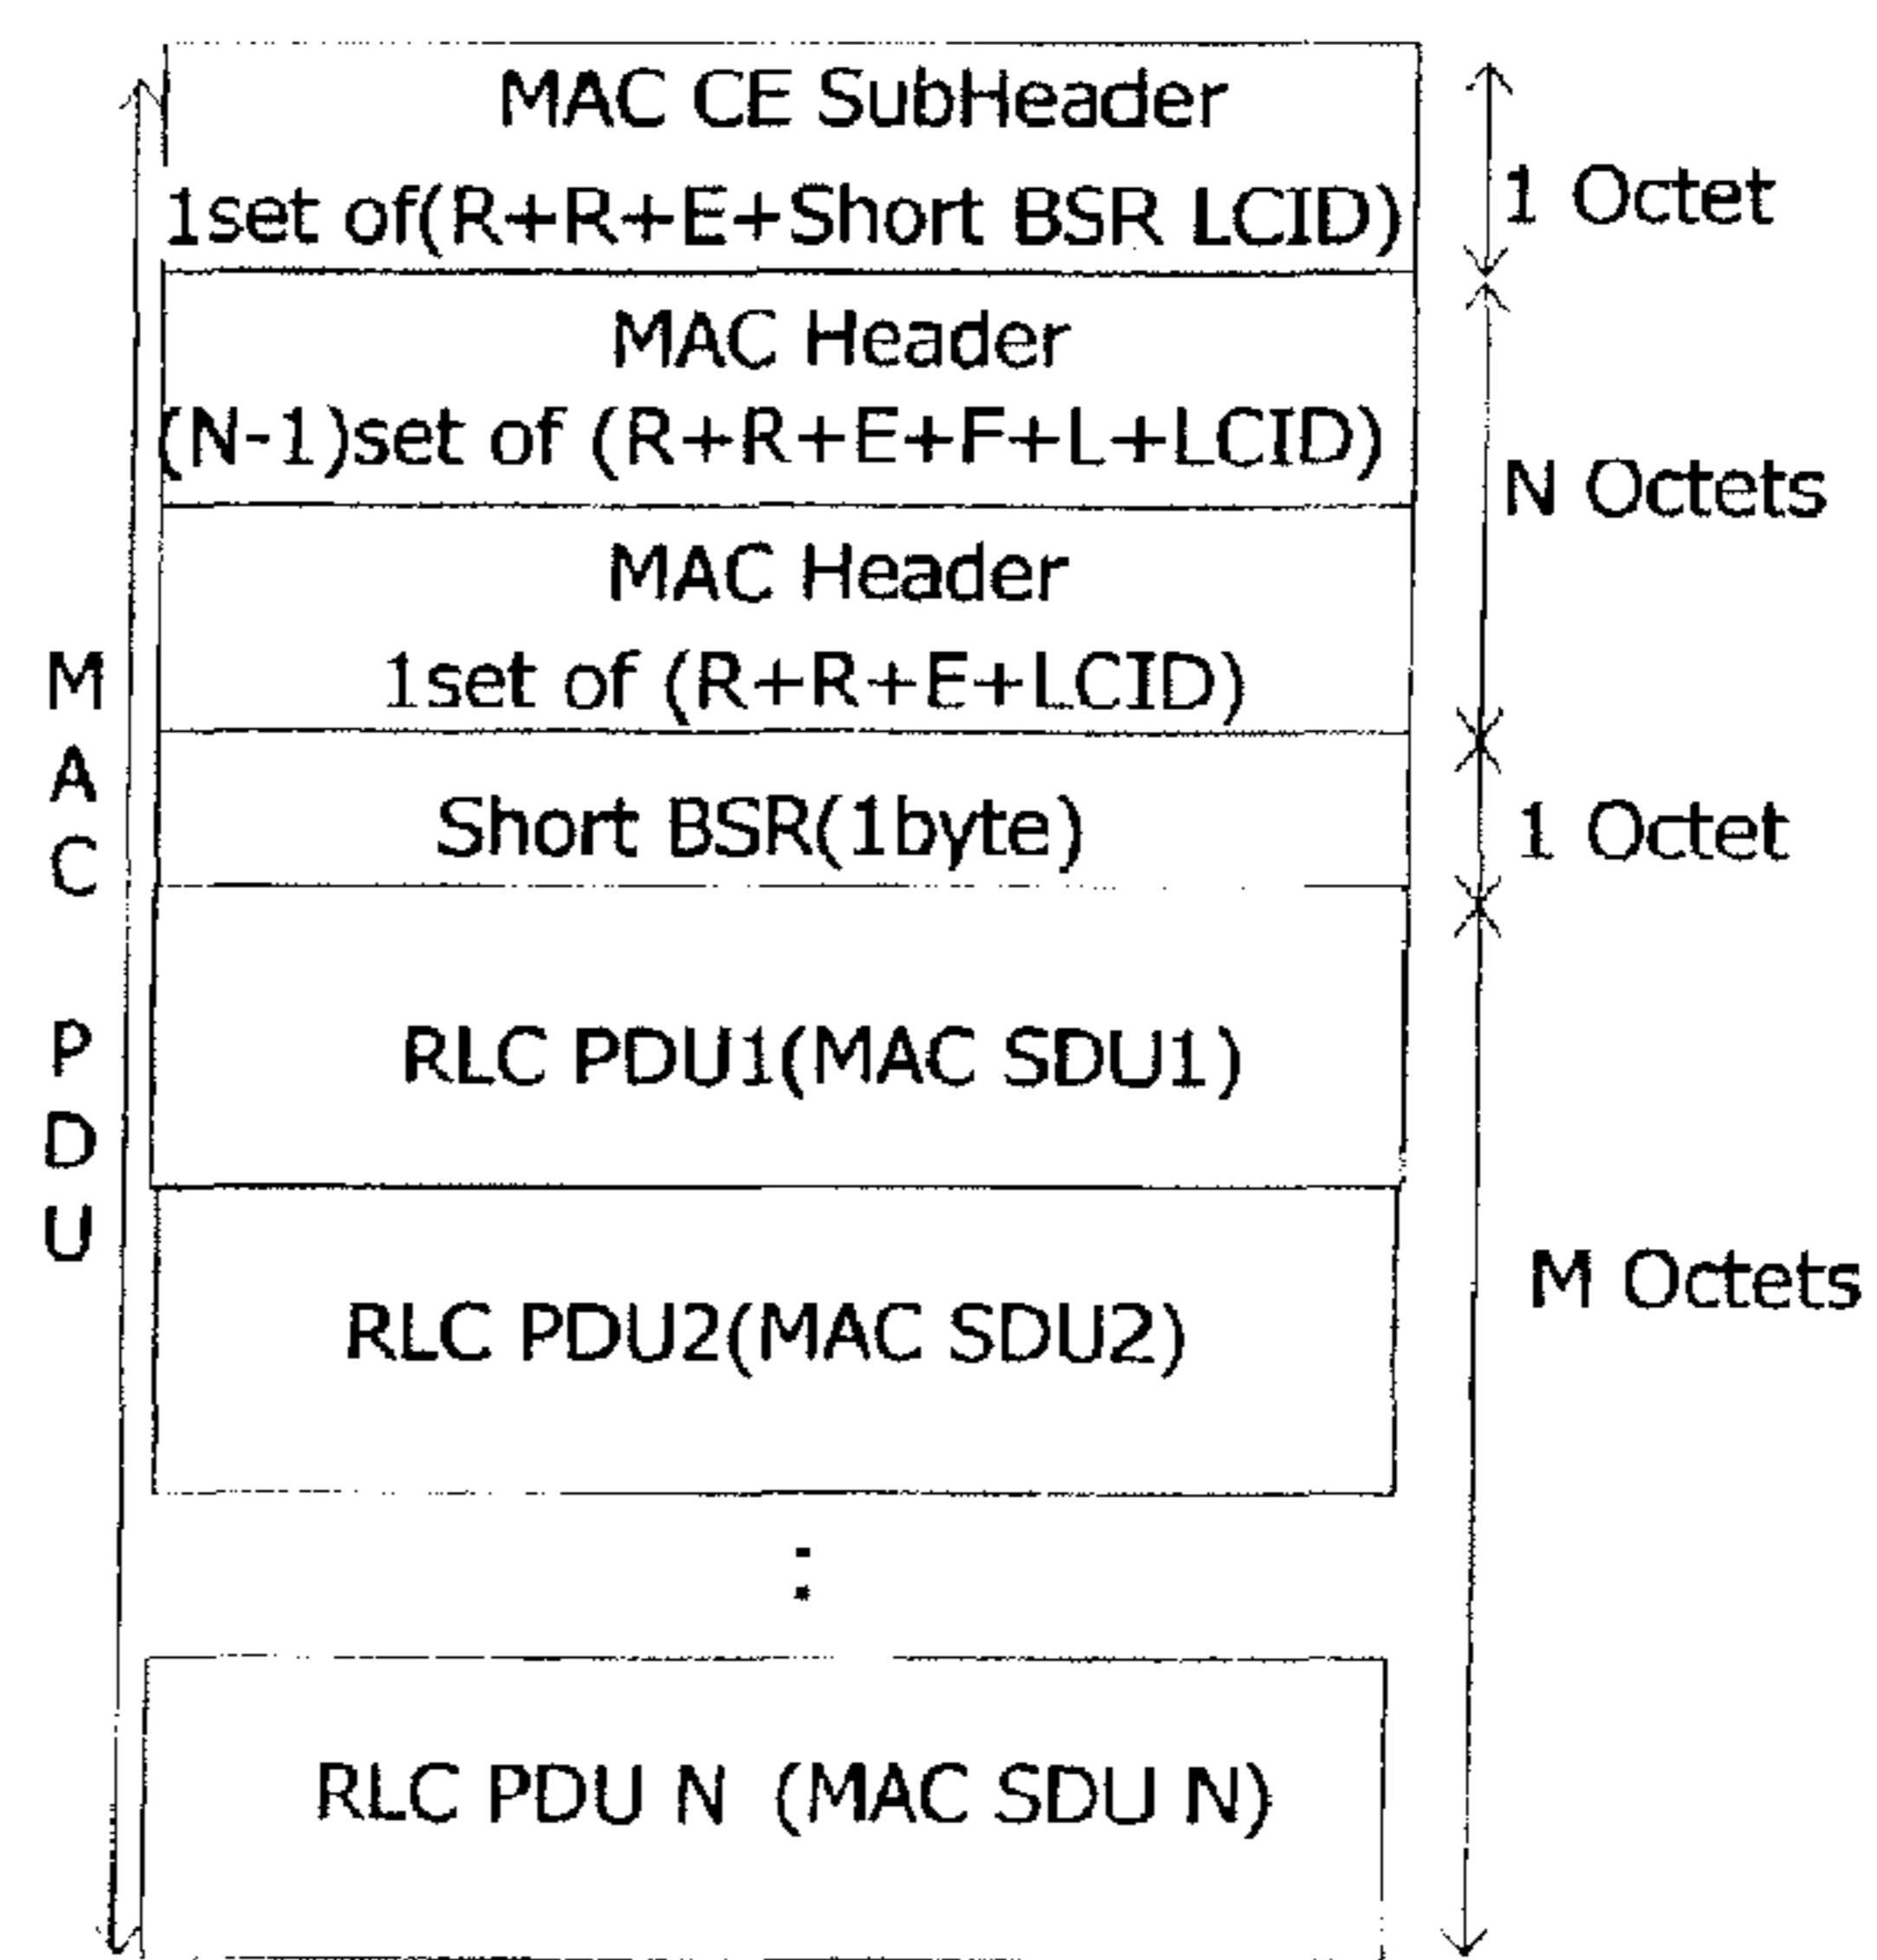 MAC CE SubHeader
1set of(R+R+E+Short BSR LCID)
1 Octet
MAC Header
(N-1)set of (R+R+E+F+L+LCID)
N Octets
MAC Header
1set of (R+R+E+LCID)
Short BSR(1byte)
1 Octet
MAC PDU
RLC PDU1(MAC SDU1)
RLC PDU2(MAC SDU2)
M Octets
:
RLC PDU N (MAC SDU N)